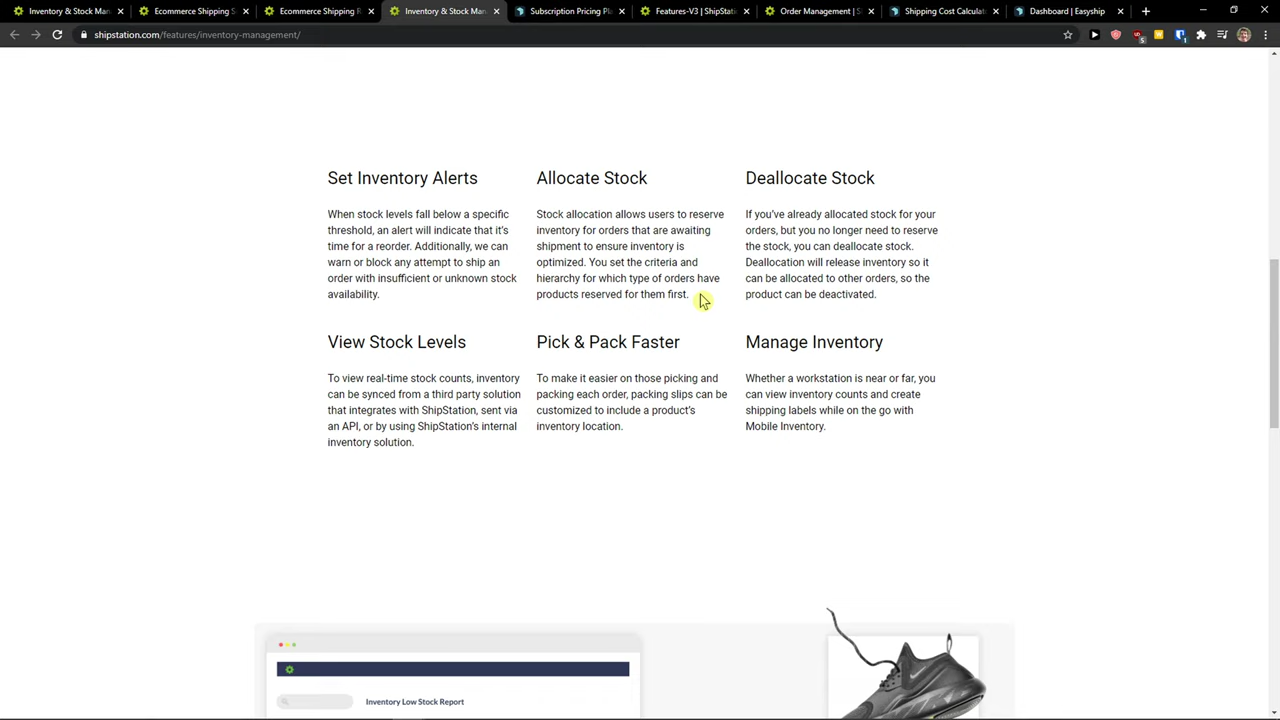 Inventory & Stock Man
Ecommerce Shipping S
Ecommerce Shipping R
Inventory & Stock Man
Subscription Pricing Pl
Features-V3 | ShipStati
Order Management | S
Shipping Cost Calculat
Dashboard | Easyship
shipstation.com/features/inventory-management/
Set Inventory Alerts
When stock levels fall below a specific
threshold, an alert will indicate that it's
time for a reorder. Additionally, we can
warn or block any attempt to ship an
order with insufficient or unknown stock
availability.
Allocate Stock
Stock allocation allows users to reserve
inventory for orders that are awaiting
shipment to ensure inventory is
optimized. You set the criteria and
hierarchy for which type of orders have
products reserved for them first.
Deallocate Stock
If you've already allocated stock for your
orders, but you no longer need to reserve
the stock, you can deallocate stock.
Deallocation will release inventory so it
can be allocated to other orders, so the
product can be deactivated.
View Stock Levels
To view real-time stock counts, inventory
can be synced from a third party solution
that integrates with ShipStation, sent via
an API, or by using ShipStation's internal
inventory solution.
Pick & Pack Faster
To make it easier on those picking and
packing each order, packing slips can be
customized to include a product's
inventory location.
Manage Inventory
Whether a workstation is near or far, you
can view inventory counts and create
shipping labels while on the go with
Mobile Inventory.
Inventory Low Stock Report